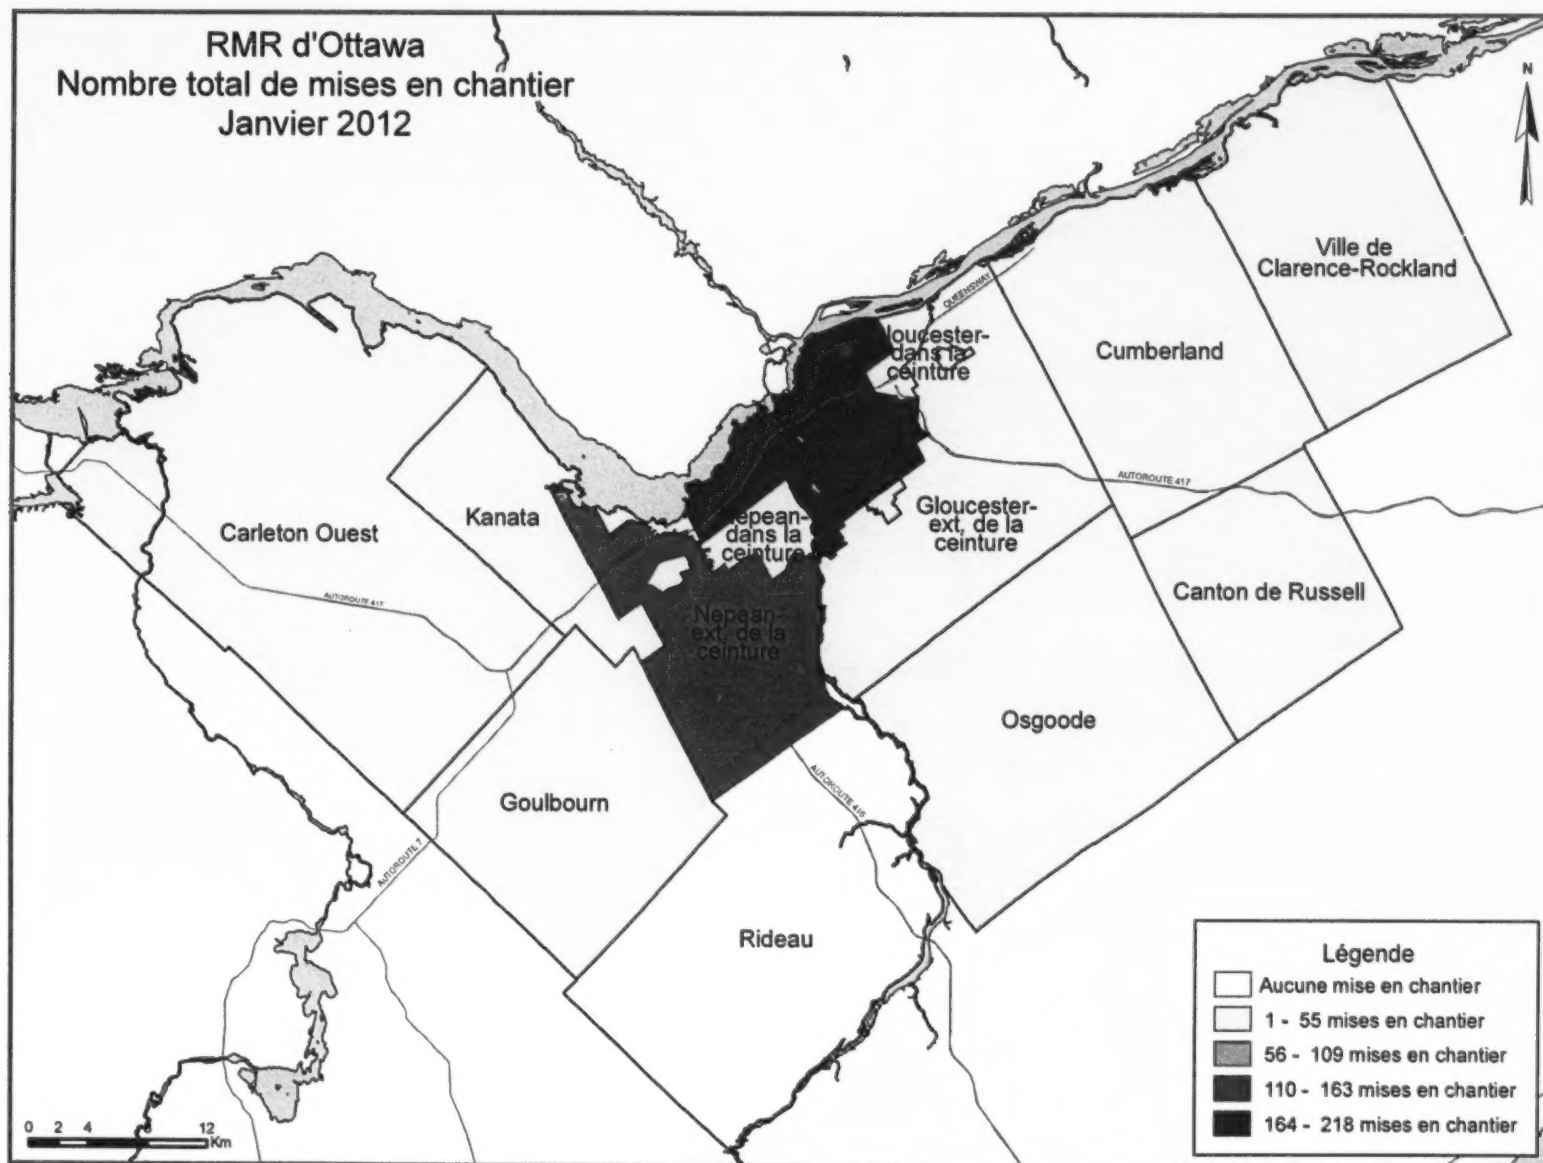 RMR d'Ottawa
Nombre total de mises en chantier
Janvier 2012
N
Ville de
Clarence-Rockland
QUEENSWAY
Cumberland
loucester-
dans la
ceinture
AUTOROUTE 417
Kanata
Carleton Ouest
epean-
dans la
ceinture
Gloucester-
ext. de la
ceinture
Canton de Russell
AUTOROUTE 417
Nepean-
ext. de la
ceinture
Osgoode
Goulbourn
AUTOROUTE 416
AUTOROUTE 7
Rideau
Légende
Aucune mise en chantier
1 - 55 mises en chantier
56 - 109 mises en chantier
110 - 163 mises en chantier
164 - 218 mises en chantier
0 2 4 8 12
Km